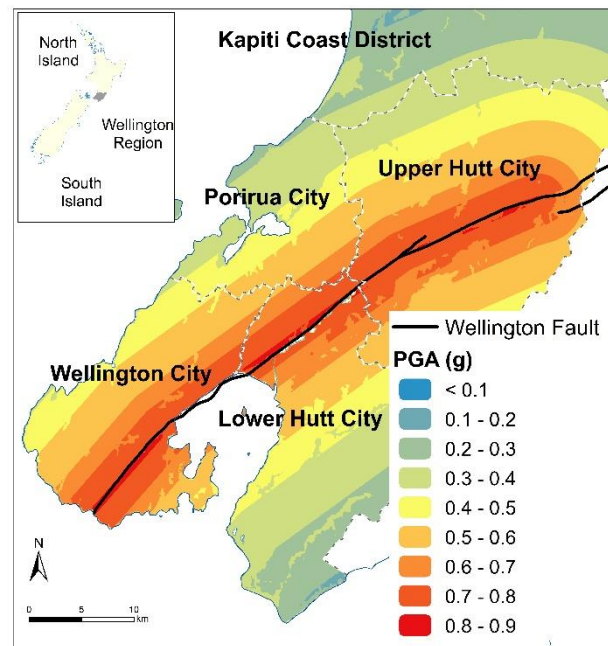 North
Island
Wellington
Region
South
Island
Kapiti Coast District
Upper Hutt City
Porirua City
Wellington City
Lower Hutt City
Wellington Fault
PGA (g)
< 0.1
0.1 - 0.2
0.2 - 0.3
0.3 - 0.4
0.4 - 0.5
0.5 - 0.6
0.6 - 0.7
0.7 - 0.8
0.8 - 0.9
N
0 5 10
km